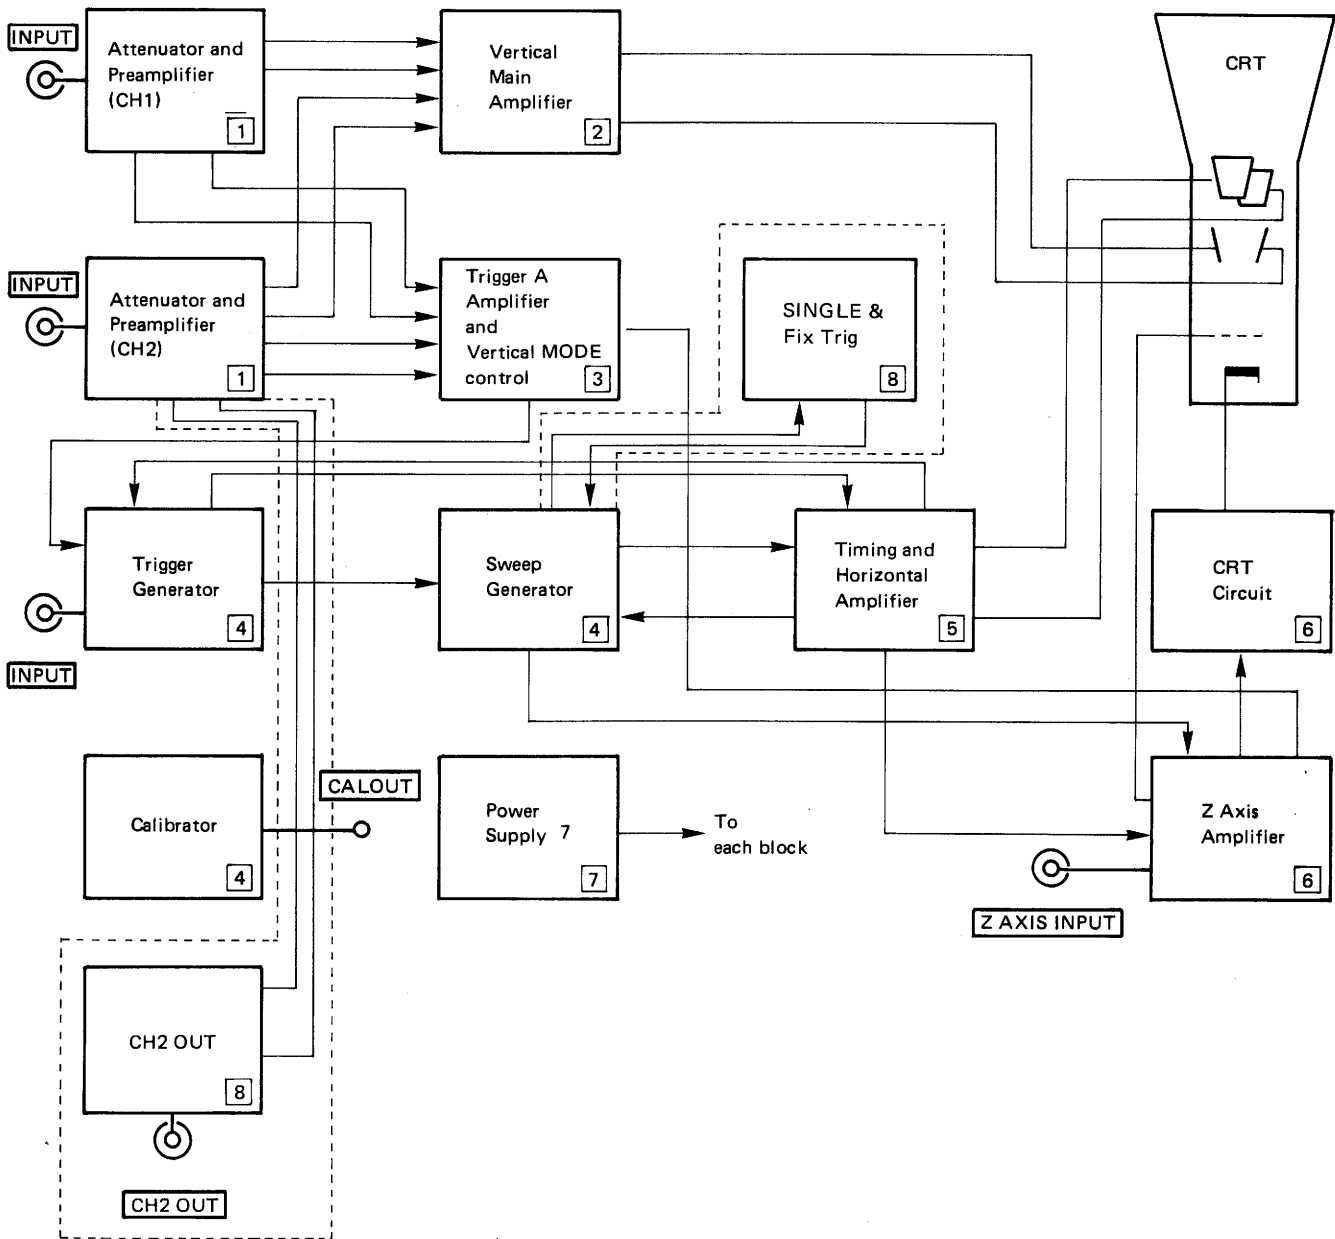 INPUT
Attenuator and
Preamplifier
(CH1)
1
Vertical
Main
Amplifier
2
CRT
INPUT
Attenuator and
Preamplifier
(CH2)
1
Trigger A
Amplifier
and
Vertical MODE
control
3
SINGLE &
Fix Trig
8
Trigger
Generator
4
INPUT
Sweep
Generator
4
Timing and
Horizontal
Amplifier
5
CRT
Circuit
6
Calibrator
4
CALOUT
Power
Supply 7
7
To
each block
Z Axis
Amplifier
6
Z AXIS INPUT
CH2 OUT
8
CH2 OUT